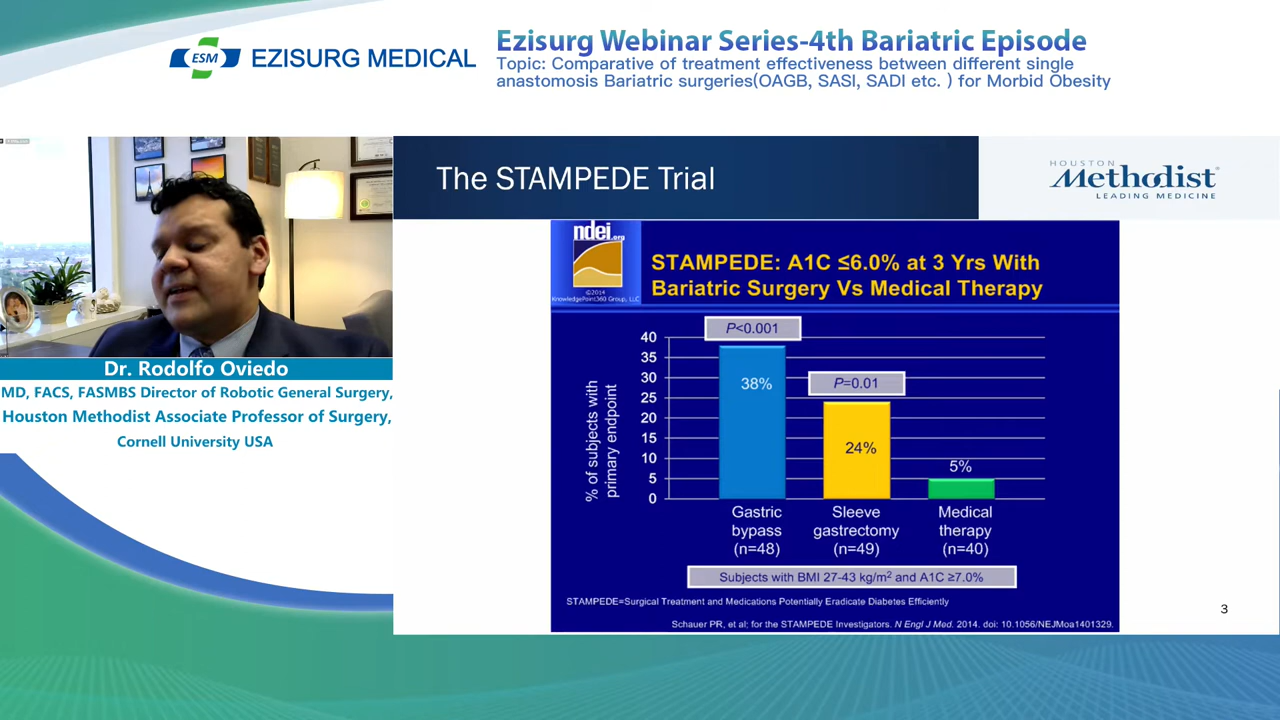 ESM
EZISURG MEDICAL
Ezisurg Webinar Series-4th Bariatric Episode
Topic: Comparative of treatment effectiveness between different single
anastomosis Bariatric surgeries(OAGB, SASI, SADI etc. ) for Morbid Obesity
Dr. Rodolfo Oviedo
MD, FACS, FASMBS Director of Robotic General Surgery,
Houston Methodist Associate Professor of Surgery,
Cornell University USA
The STAMPEDE Trial
HOUSTON
Methodist®
LEADING MEDICINE
ndei.org
©2014
KnowledgePoint360 Group, LLC
STAMPEDE: A1C ≤6.0% at 3 Yrs With
Bariatric Surgery Vs Medical Therapy
% of subjects with
primary endpoint
40
35
30
25
20
15
10
5
0
P<0.001
38%
P=0.01
24%
5%
Gastric
bypass
(n=48)
Sleeve
gastrectomy
(n=49)
Medical
therapy
(n=40)
Subjects with BMI 27-43 kg/m² and A1C ≥7.0%
STAMPEDE=Surgical Treatment and Medications Potentially Eradicate Diabetes Efficiently
Schauer PR, et al; for the STAMPEDE Investigators. N Engl J Med. 2014. doi: 10.1056/NEJMoa1401329.
3